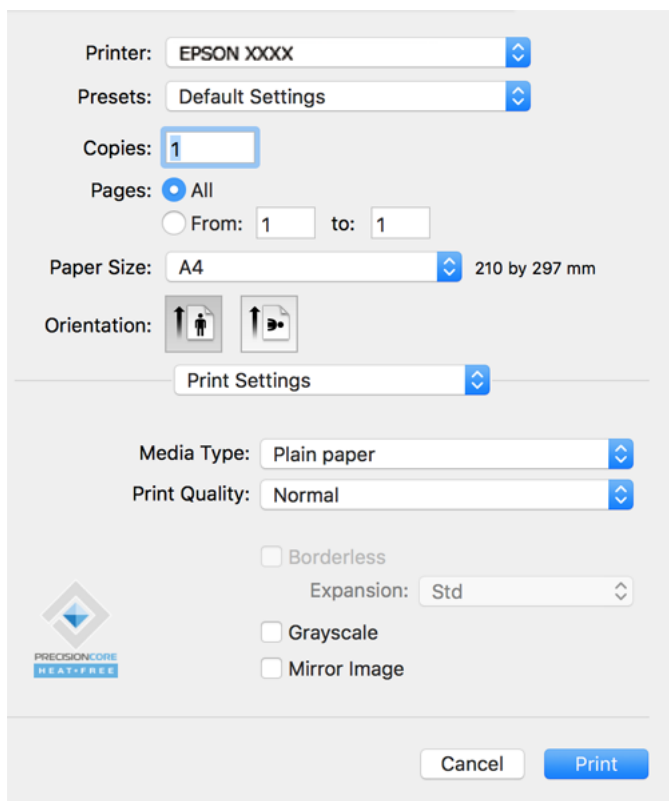 Printer: EPSON XXXX
Presets: Default Settings
Copies: 1
Pages: All
From: 1 to: 1
Paper Size: A4 210 by 297 mm
Orientation:
Print Settings
Media Type: Plain paper
Print Quality: Normal
Borderless
Expansion: Std
Grayscale
Mirror Image
PRECISIONCORE
HEAT-FREE
Cancel Print